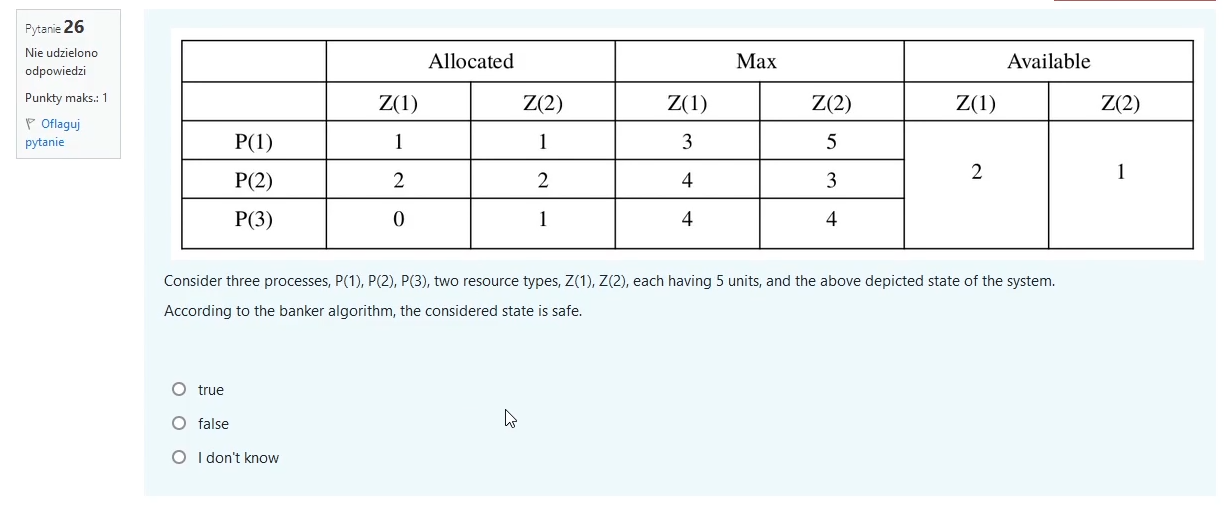 Pytanie 26
Nie udzielono
odpowiedzi
Punkty maks.: 1
Oflaguj
pytanie
Allocated Max Available
Z(1) Z(2) Z(1) Z(2) Z(1) Z(2)
P(1) 1 1 3 5
P(2) 2 2 4 3 2 1
P(3) 0 1 4 4
Consider three processes, P(1), P(2), P(3), two resource types, Z(1), Z(2), each having 5 units, and the above depicted state of the system.
According to the banker algorithm, the considered state is safe.
true
false
I don't know